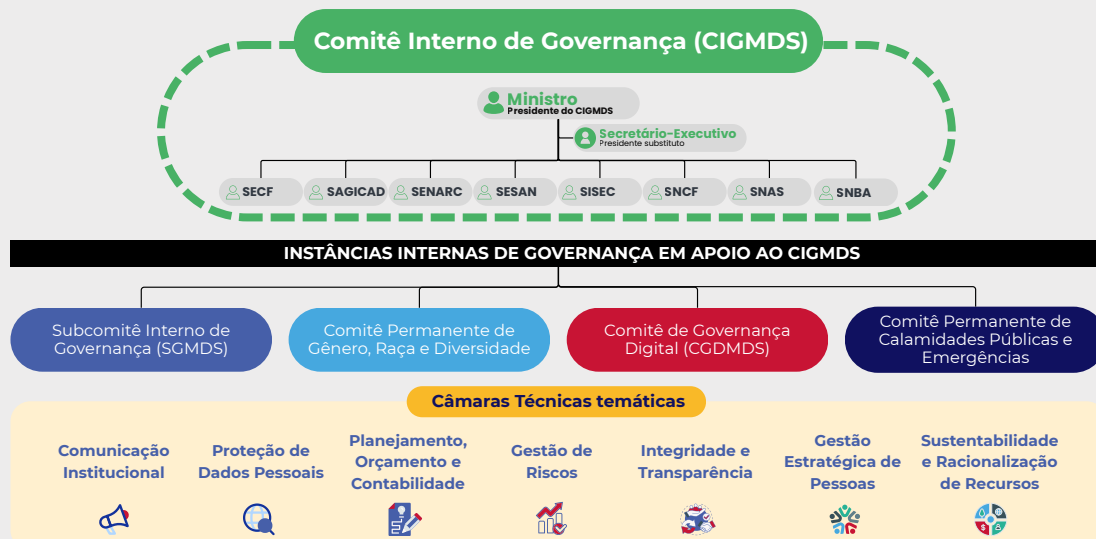 Comitê Interno de Governança (CIGMDS)
Ministro
Presidente do CIGMDS
Secretário-Executivo
Presidente substituto
SECF
SAGICAD
SENARC
SESAN
SISEC
SNCF
SNAS
SNBA
INSTÂNCIAS INTERNAS DE GOVERNANÇA EM APOIO AO CIGMDS
Subcomitê Interno de
Governança (SGMDS)
Comitê Permanente de
Gênero, Raça e Diversidade
Comitê de Governança
Digital (CGDMDS)
Comitê Permanente de
Calamidades Públicas e
Emergências
Câmaras Técnicas temáticas
Comunicação
Institucional
Proteção de
Dados Pessoais
Planejamento,
Orçamento e
Contabilidade
Gestão de
Riscos
Integridade e
Transparência
Gestão
Estratégica de
Pessoas
Sustentabilidade
e Racionalização
de Recursos